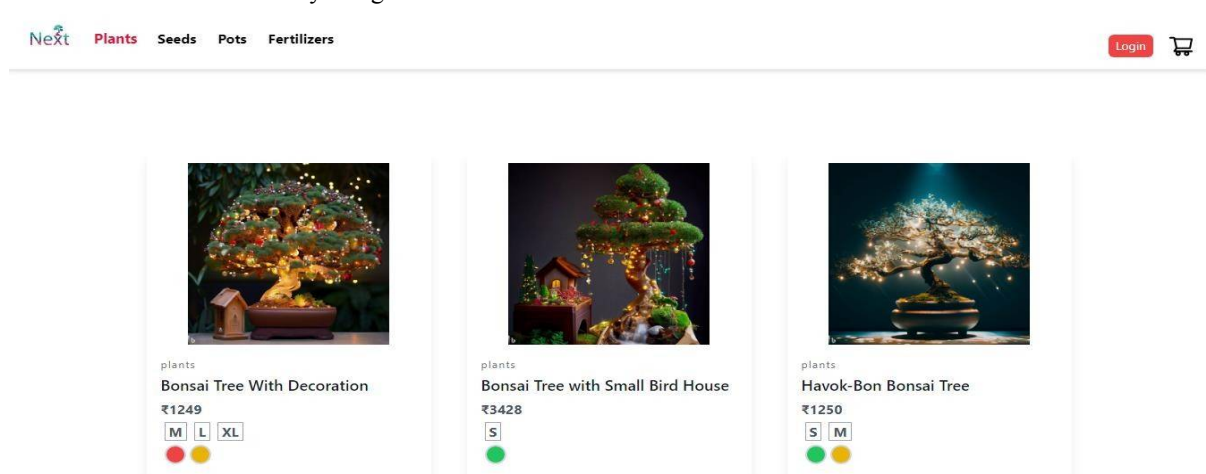 Next Plants Seeds Pots Fertilizers
Login
plants
Bonsai Tree With Decoration
₹1249
M L XL
plants
Bonsai Tree with Small Bird House
₹3428
S
plants
Havok-Bon Bonsai Tree
₹1250
S M